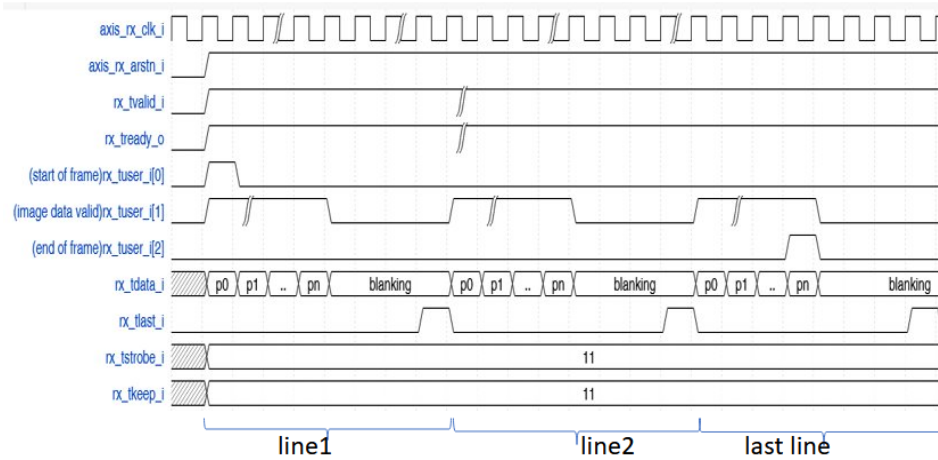 axis_rx_clk_i
axis_rx_arstn_i
rx_tvalid_i
rx_tready_o
(start of frame)rx_tuser_i[0]
(image data valid)rx_tuser_i[1]
(end of frame)rx_tuser_i[2]
rx_tdata_i p0 p1 .. pn blanking p0 p1 .. pn blanking p0 p1 .. pn blanking
rx_tlast_i
rx_tstrobe_i 11
rx_tkeep_i 11
line1 line2 last line